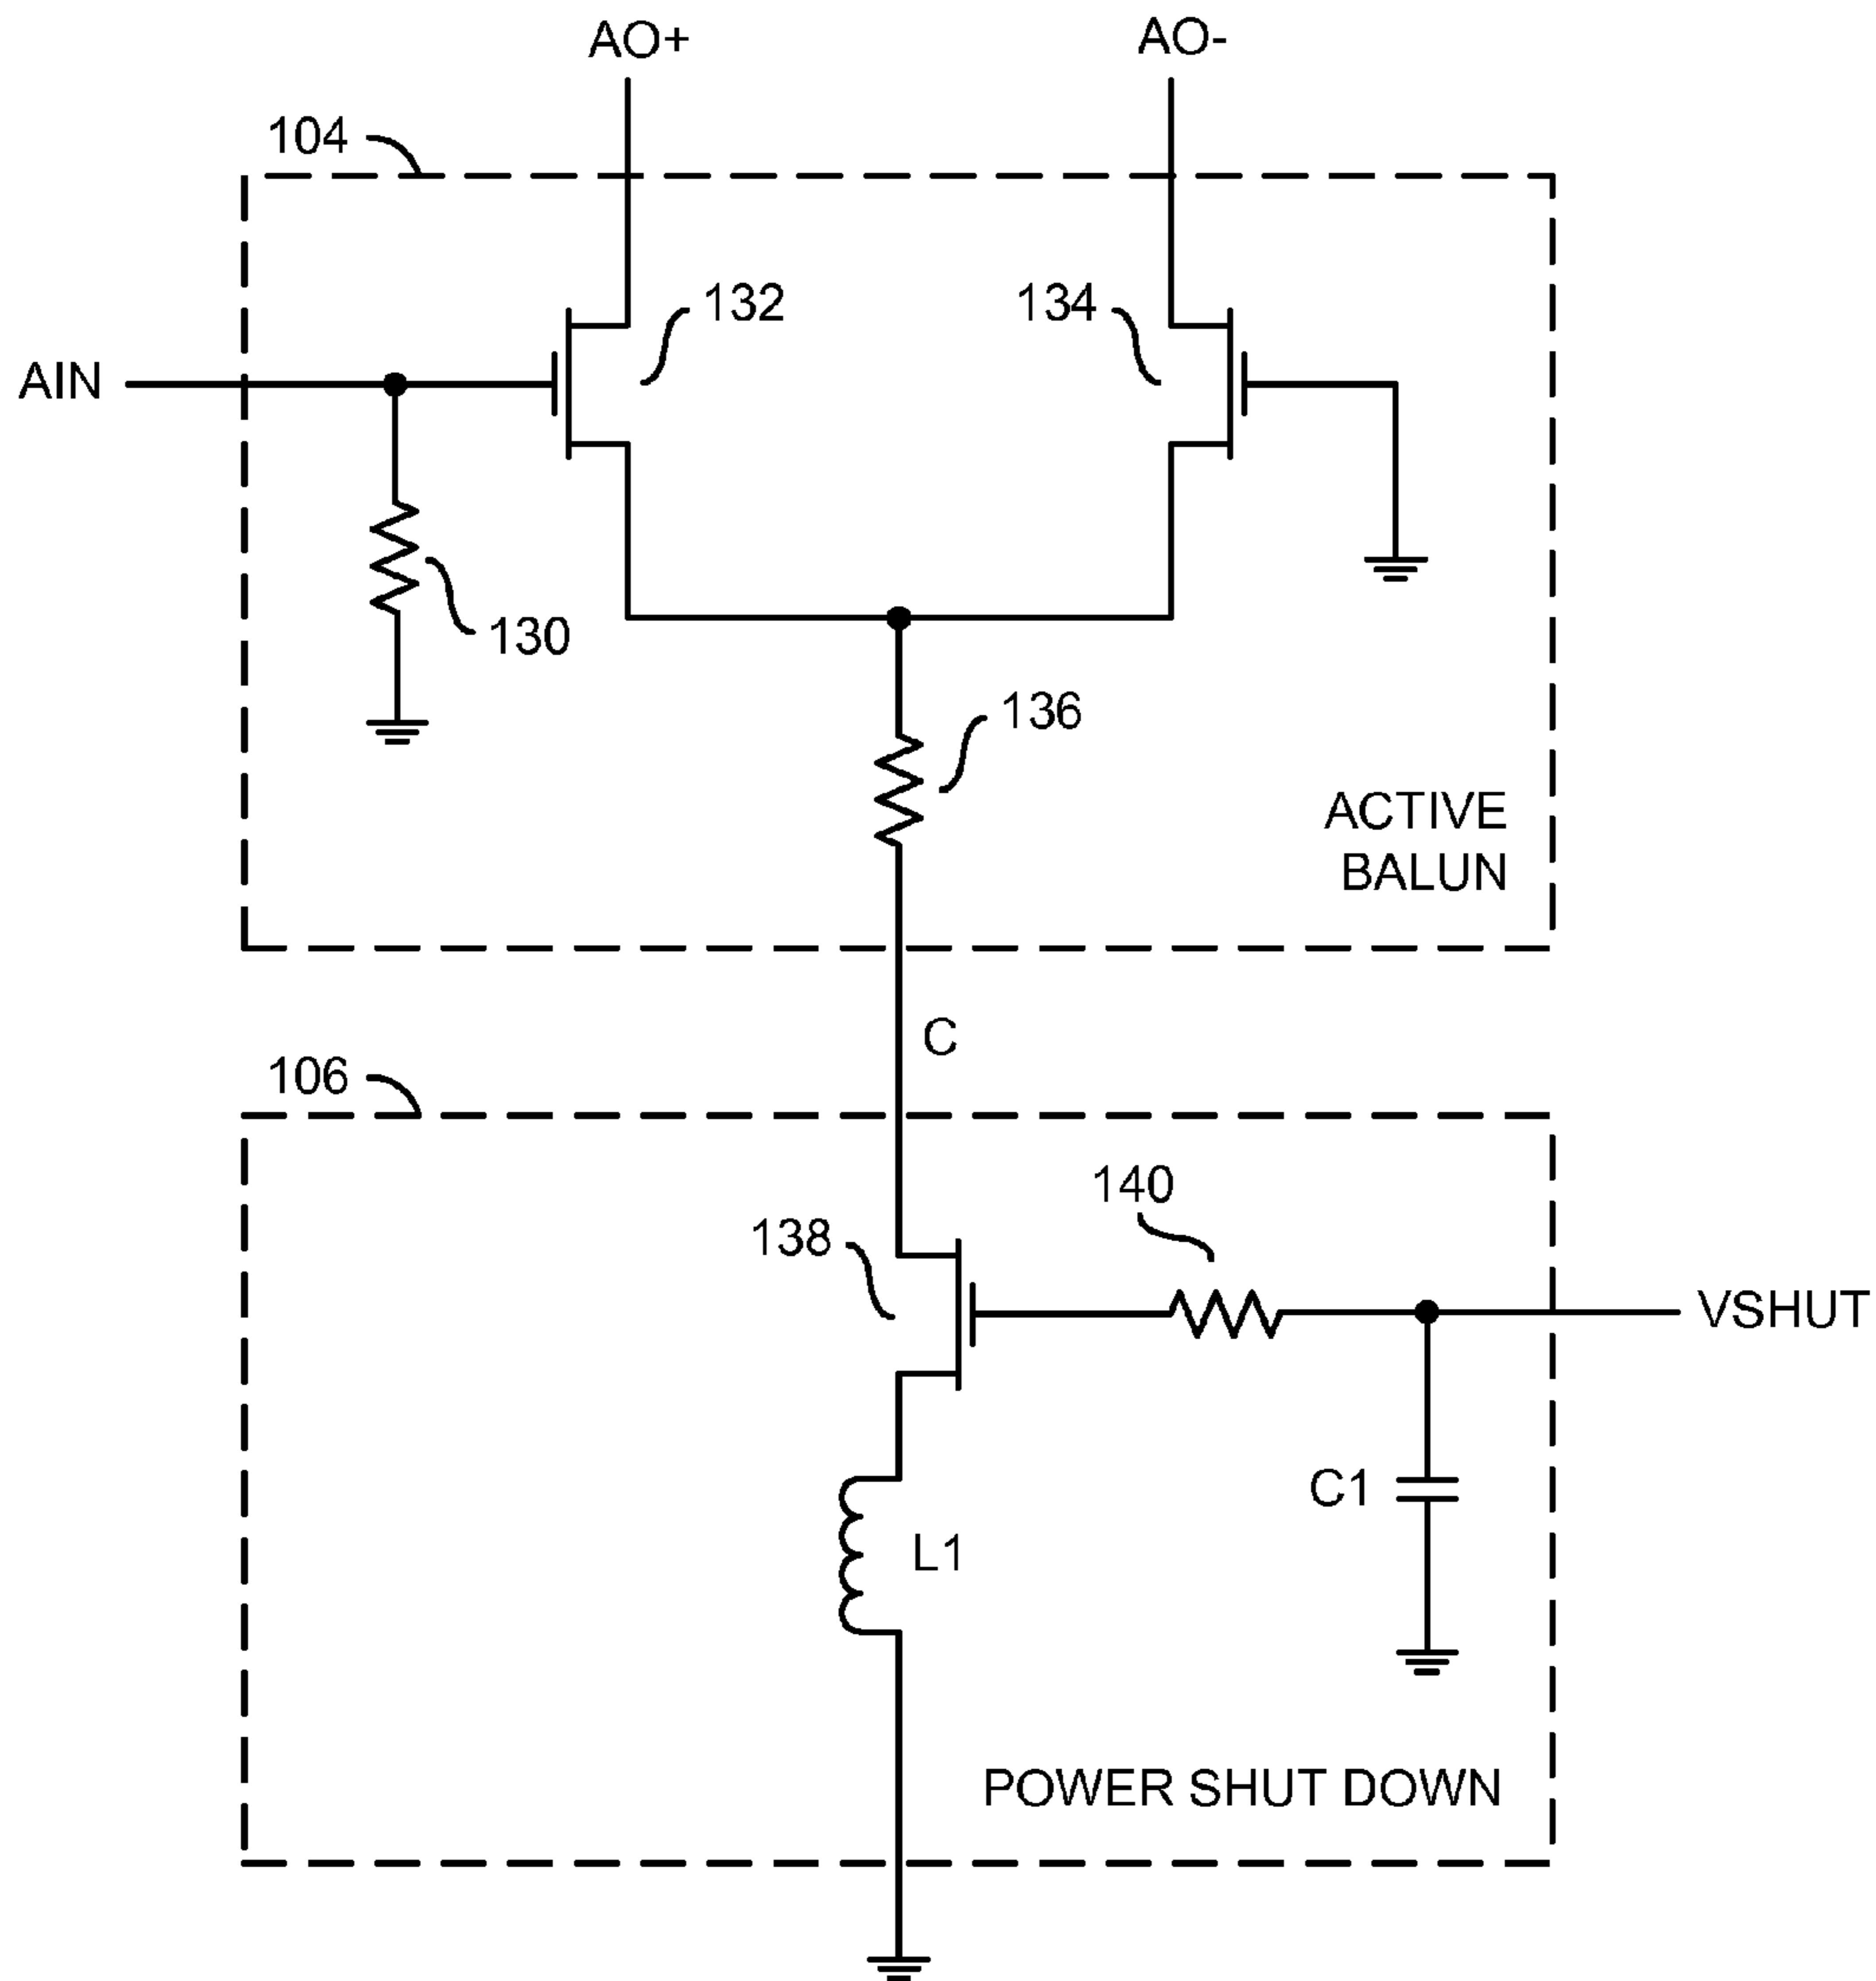 AO+
AO-
104
132
134
AIN
130
136
ACTIVE
BALUN
C
106
140
138
VSHUT
C1
L1
POWER SHUT DOWN